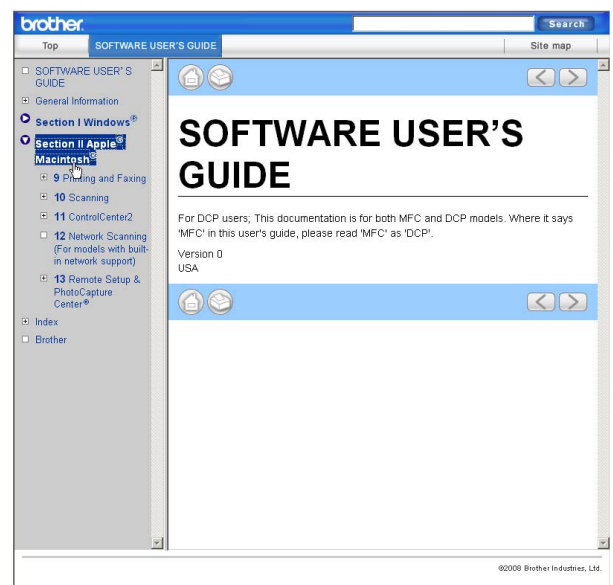 brother.
Search
Top
SOFTWARE USER'S GUIDE
Site map
SOFTWARE USER' S
GUIDE
General Information
Section I Windows®
Section II Apple®
Macintosh®
9 Printing and Faxing
10 Scanning
11 ControlCenter2
12 Network Scanning
(For models with built-
in network support)
13 Remote Setup &
PhotoCapture
Center®
Index
Brother
SOFTWARE USER’S
GUIDE
For DCP users; This documentation is for both MFC and DCP models. Where it says
'MFC' in this user's guide, please read 'MFC' as 'DCP'.
Version 0
USA
©2008 Brother Industries, Ltd.